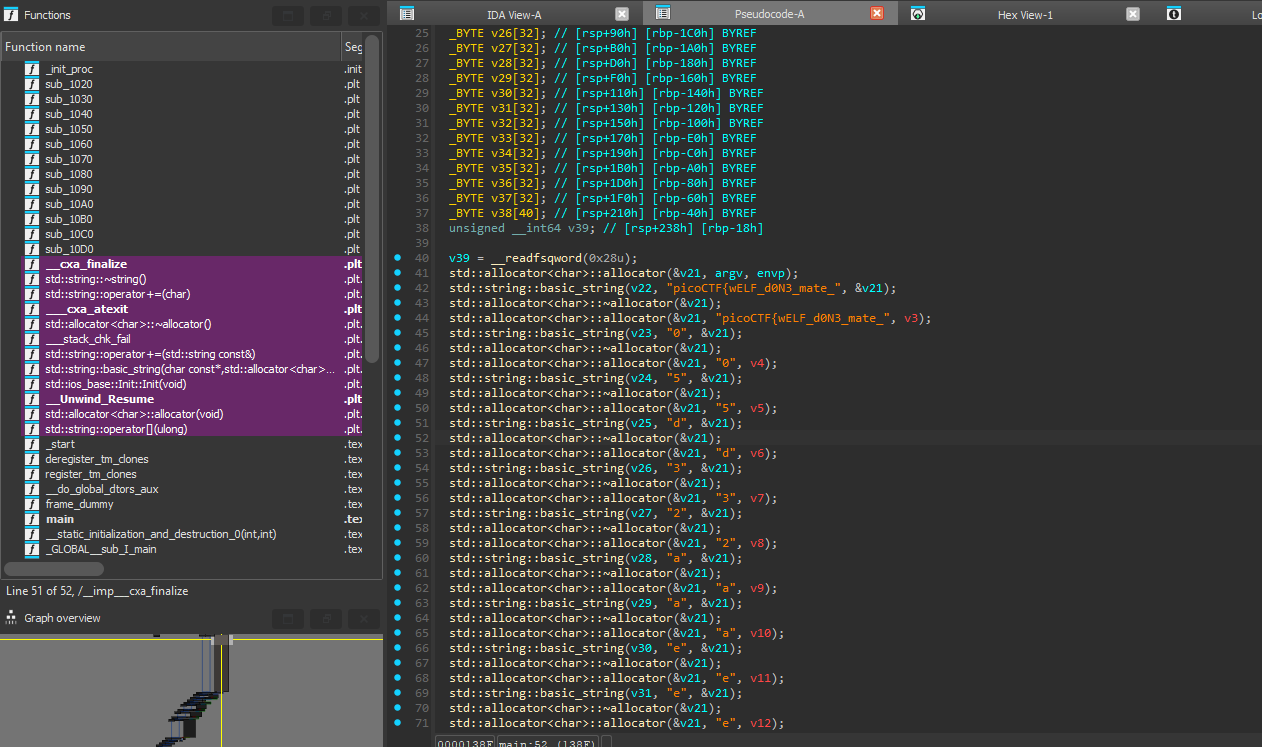 Functions
Function name Seg
_init_proc .init
sub_1020 .plt
sub_1030 .plt
sub_1040 .plt
sub_1050 .plt
sub_1060 .plt
sub_1070 .plt
sub_1080 .plt
sub_1090 .plt
sub_10A0 .plt
sub_10B0 .plt
sub_10C0 .plt
sub_10D0 .plt
__cxa_finalize .plt
std::string::~string() .plt.
std::string::operator+=(char) .plt.
___cxa_atexit .plt
std::allocator<char>::~allocator() .plt.
___stack_chk_fail .plt.
std::string::operator+=(std::string const&) .plt.
std::string::basic_string(char const*,std::allocator<char>... .plt.
std::ios_base::Init::Init(void) .plt.
__Unwind_Resume .plt
std::allocator<char>::allocator(void) .plt.
std::string::operator[](ulong) .plt.
_start .tex
deregister_tm_clones .tex
register_tm_clones .tex
__do_global_dtors_aux .tex
frame_dummy .tex
main .tex
__static_initialization_and_destruction_0(int,int) .tex
_GLOBAL__sub_I_main .tex
Line 51 of 52, /__imp___cxa_finalize
Graph overview
IDA View-A Pseudocode-A Hex View-1 Lo
25 _BYTE v26[32]; // [rsp+90h] [rbp-1C0h] BYREF
26 _BYTE v27[32]; // [rsp+B0h] [rbp-1A0h] BYREF
27 _BYTE v28[32]; // [rsp+D0h] [rbp-180h] BYREF
28 _BYTE v29[32]; // [rsp+F0h] [rbp-160h] BYREF
29 _BYTE v30[32]; // [rsp+110h] [rbp-140h] BYREF
30 _BYTE v31[32]; // [rsp+130h] [rbp-120h] BYREF
31 _BYTE v32[32]; // [rsp+150h] [rbp-100h] BYREF
32 _BYTE v33[32]; // [rsp+170h] [rbp-E0h] BYREF
33 _BYTE v34[32]; // [rsp+190h] [rbp-C0h] BYREF
34 _BYTE v35[32]; // [rsp+1B0h] [rbp-A0h] BYREF
35 _BYTE v36[32]; // [rsp+1D0h] [rbp-80h] BYREF
36 _BYTE v37[32]; // [rsp+1F0h] [rbp-60h] BYREF
37 _BYTE v38[40]; // [rsp+210h] [rbp-40h] BYREF
38 unsigned __int64 v39; // [rsp+238h] [rbp-18h]
39
40 v39 = __readfsqword(0x28u);
41 std::allocator<char>::allocator(&v21, argv, envp);
42 std::string::basic_string(v22, "picoCTF{wELF_d0N3_mate_", &v21);
43 std::allocator<char>::~allocator(&v21);
44 std::allocator<char>::allocator(&v21, "picoCTF{wELF_d0N3_mate_", v3);
45 std::string::basic_string(v23, "0", &v21);
46 std::allocator<char>::~allocator(&v21);
47 std::allocator<char>::allocator(&v21, "0", v4);
48 std::string::basic_string(v24, "5", &v21);
49 std::allocator<char>::~allocator(&v21);
50 std::allocator<char>::allocator(&v21, "5", v5);
51 std::string::basic_string(v25, "d", &v21);
52 std::allocator<char>::~allocator(&v21);
53 std::allocator<char>::allocator(&v21, "d", v6);
54 std::string::basic_string(v26, "3", &v21);
55 std::allocator<char>::~allocator(&v21);
56 std::allocator<char>::allocator(&v21, "3", v7);
57 std::string::basic_string(v27, "2", &v21);
58 std::allocator<char>::~allocator(&v21);
59 std::allocator<char>::allocator(&v21, "2", v8);
60 std::string::basic_string(v28, "a", &v21);
61 std::allocator<char>::~allocator(&v21);
62 std::allocator<char>::allocator(&v21, "a", v9);
63 std::string::basic_string(v29, "a", &v21);
64 std::allocator<char>::~allocator(&v21);
65 std::allocator<char>::allocator(&v21, "a", v10);
66 std::string::basic_string(v30, "e", &v21);
67 std::allocator<char>::~allocator(&v21);
68 std::allocator<char>::allocator(&v21, "e", v11);
69 std::string::basic_string(v31, "e", &v21);
70 std::allocator<char>::~allocator(&v21);
71 std::allocator<char>::allocator(&v21, "e", v12);
0000138F main:52 (138F)